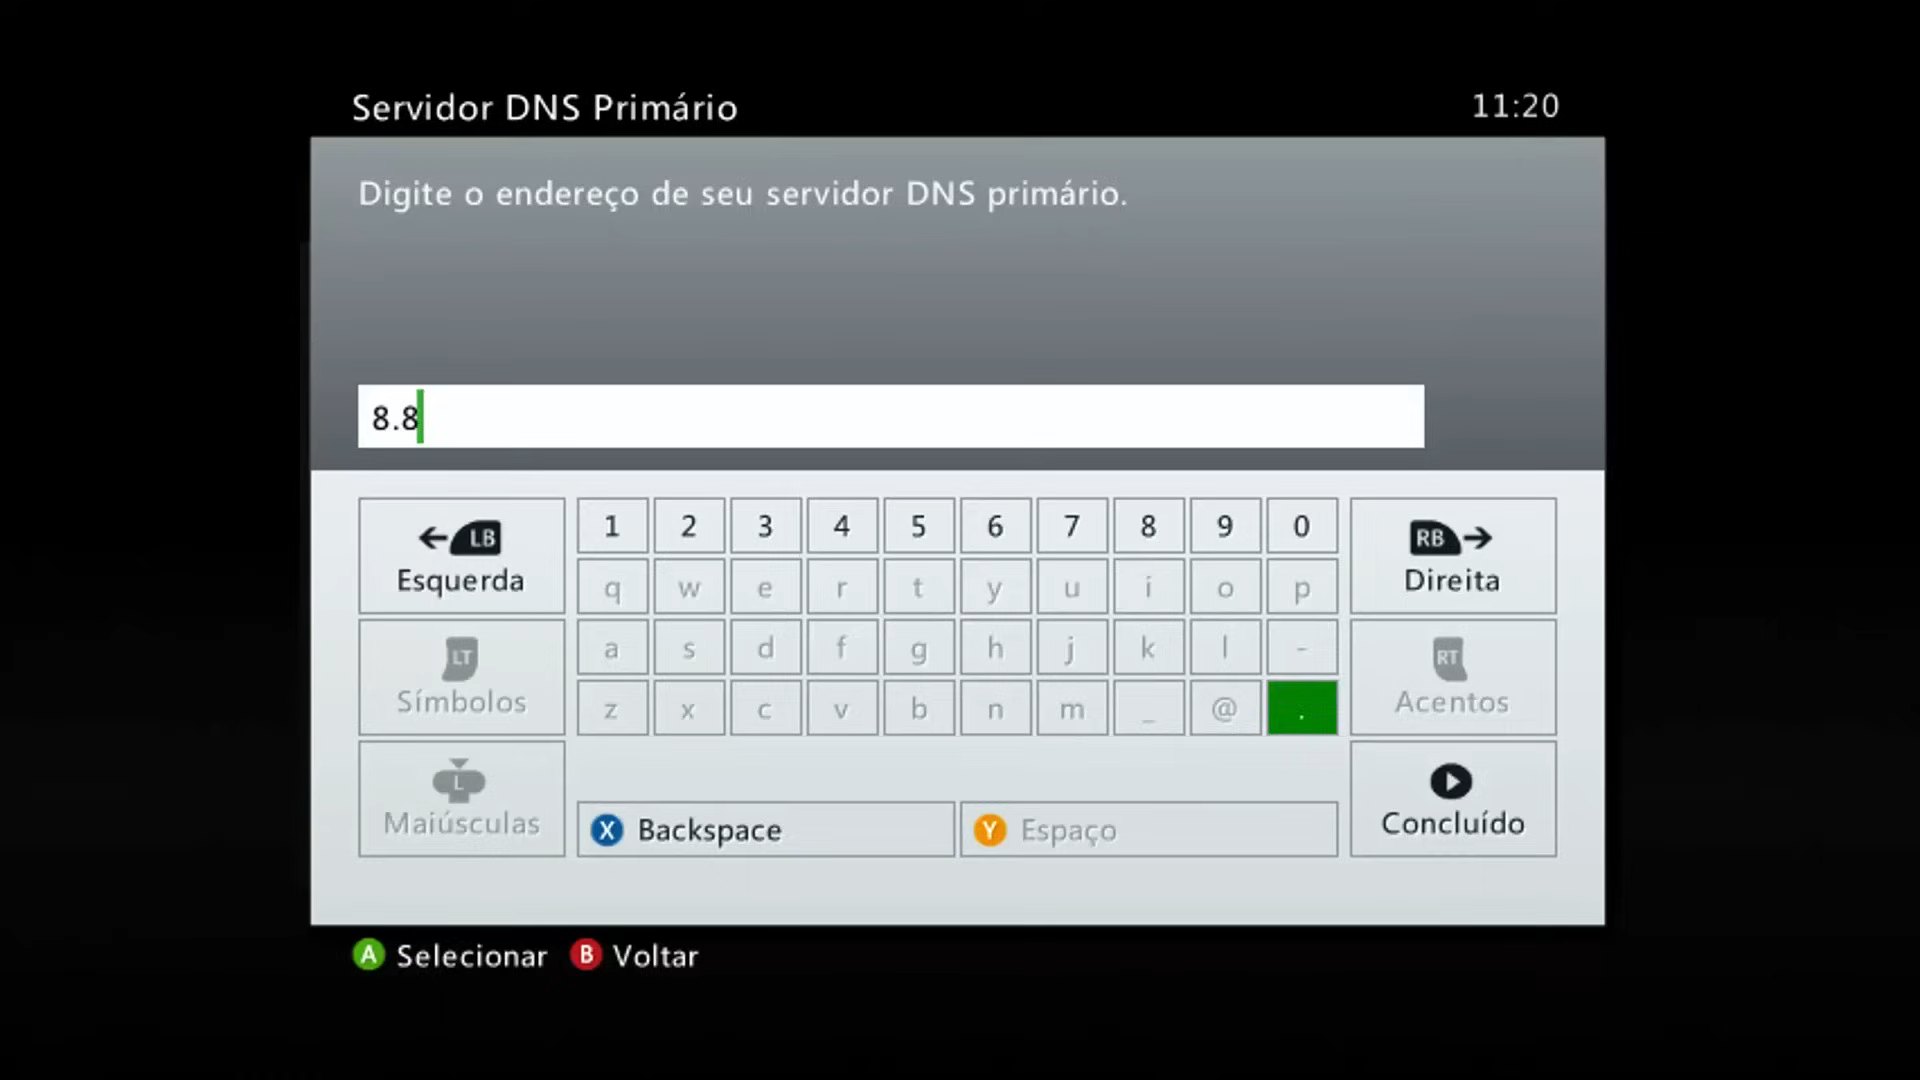 Servidor DNS Primário 11:20
Digite o endereço de seu servidor DNS primário.
8.8
LB 1 2 3 4 5 6 7 8 9 0 RB
Esquerda q w e r t y u i o p Direita
LT a s d f g h j k l - RT
Símbolos z x c v b n m _ @ . Acentos
L
Maiúsculas X Backspace Y Espaço Concluído
A Selecionar B Voltar